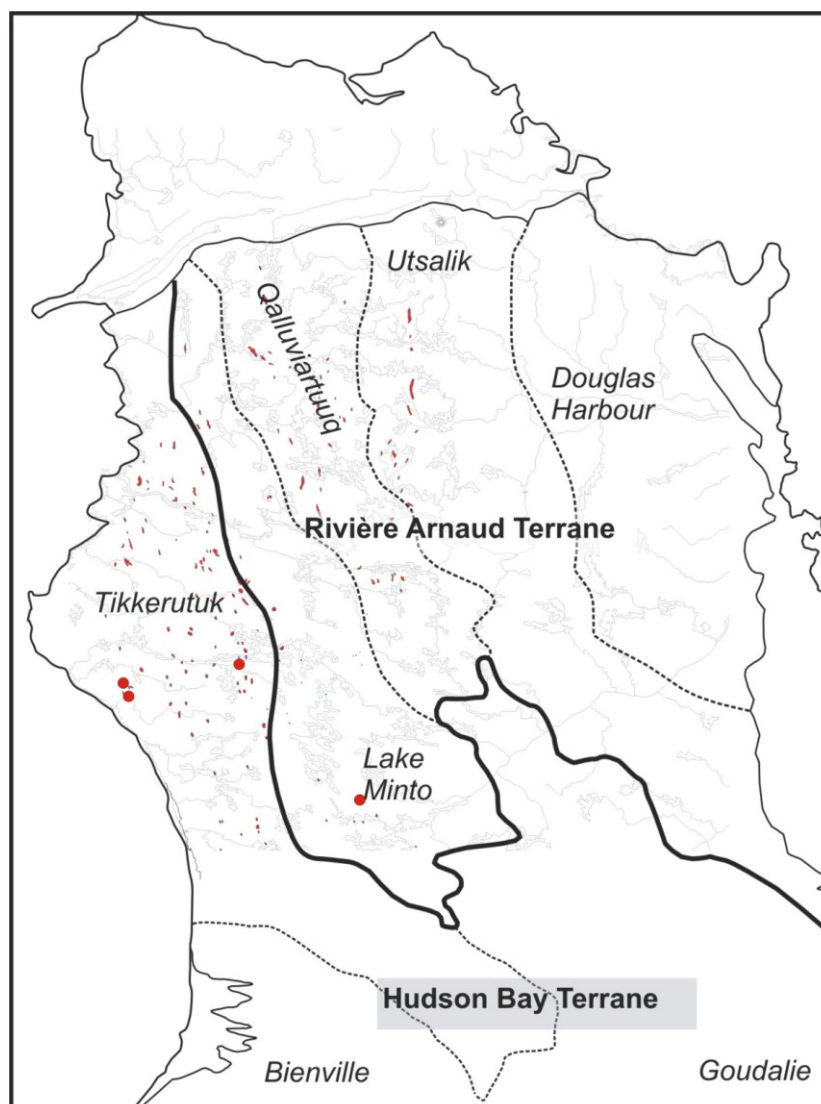 Utsalik
Qalluviartuuq
Douglas
Harbour
Rivière Arnaud Terrane
Tikkerutuk
Lake
Minto
Hudson Bay Terrane
Bienville
Goudalie